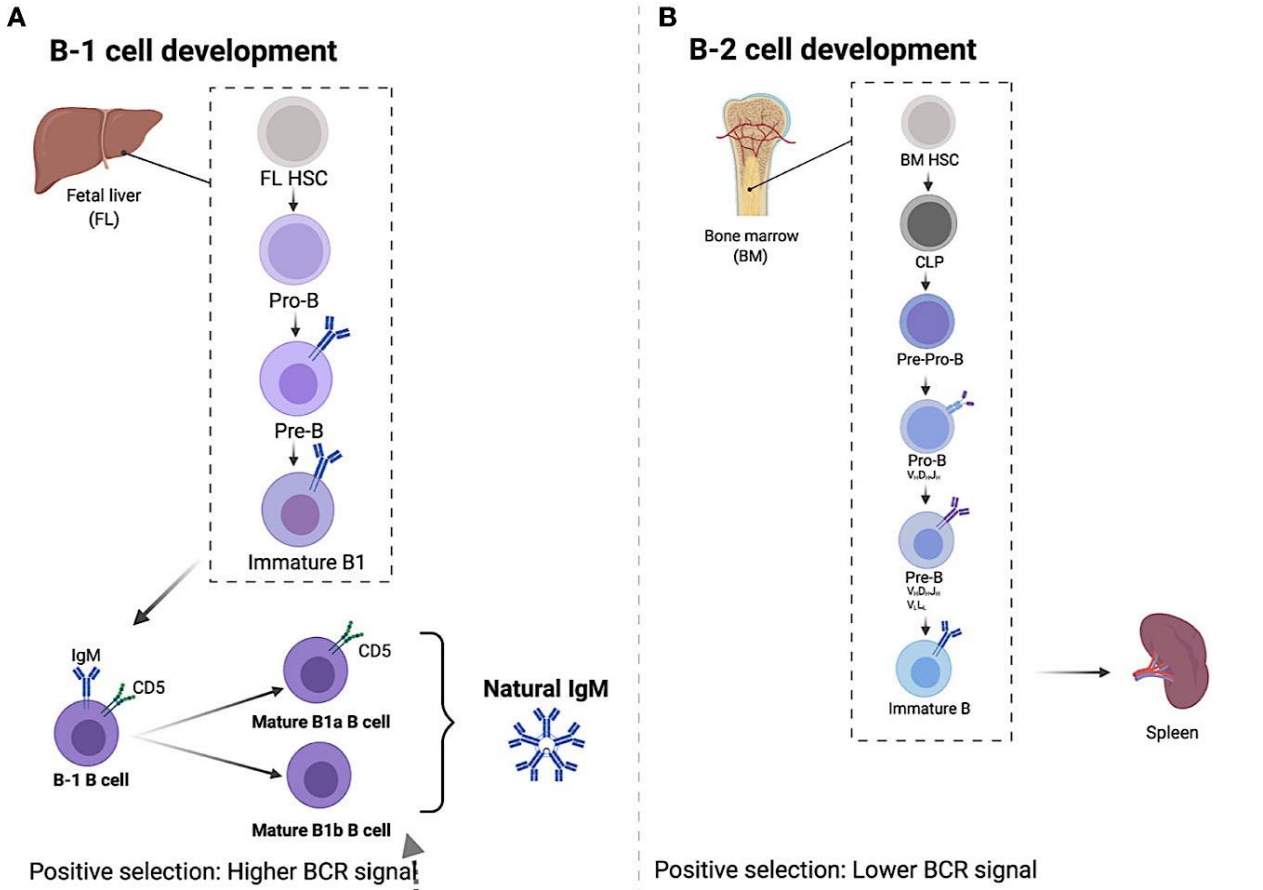 A
B-1 cell development
Fetal liver
(FL)
FL HSC
Pro-B
Pre-B
Immature B1
IgM
CD5
B-1 B cell
CD5
Mature B1a B cell
Mature B1b B cell
Natural IgM
Positive selection: Higher BCR signal
B
B-2 cell development
Bone marrow
(BM)
BM HSC
CLP
Pre-Pro-B
Pro-B
VHDHJH
Pre-B
VHDHJH
VLLL
Immature B
Spleen
Positive selection: Lower BCR signal